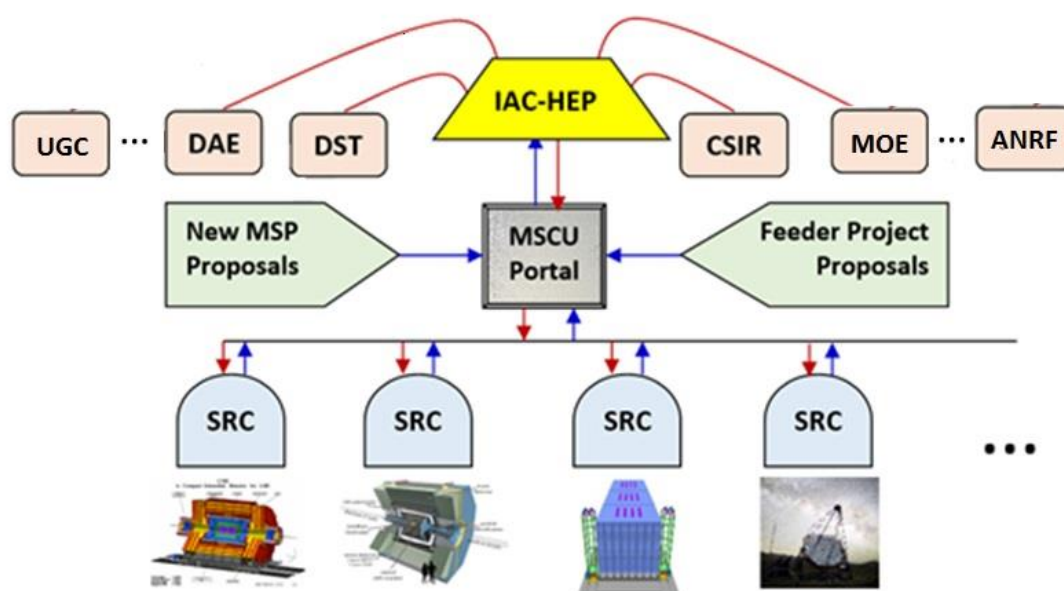 IAC-HEP
UGC ... DAE DST CSIR MOE ... ANRF
New MSP
Proposals
MSCU
Portal
Feeder Project
Proposals
SRC SRC SRC SRC ...